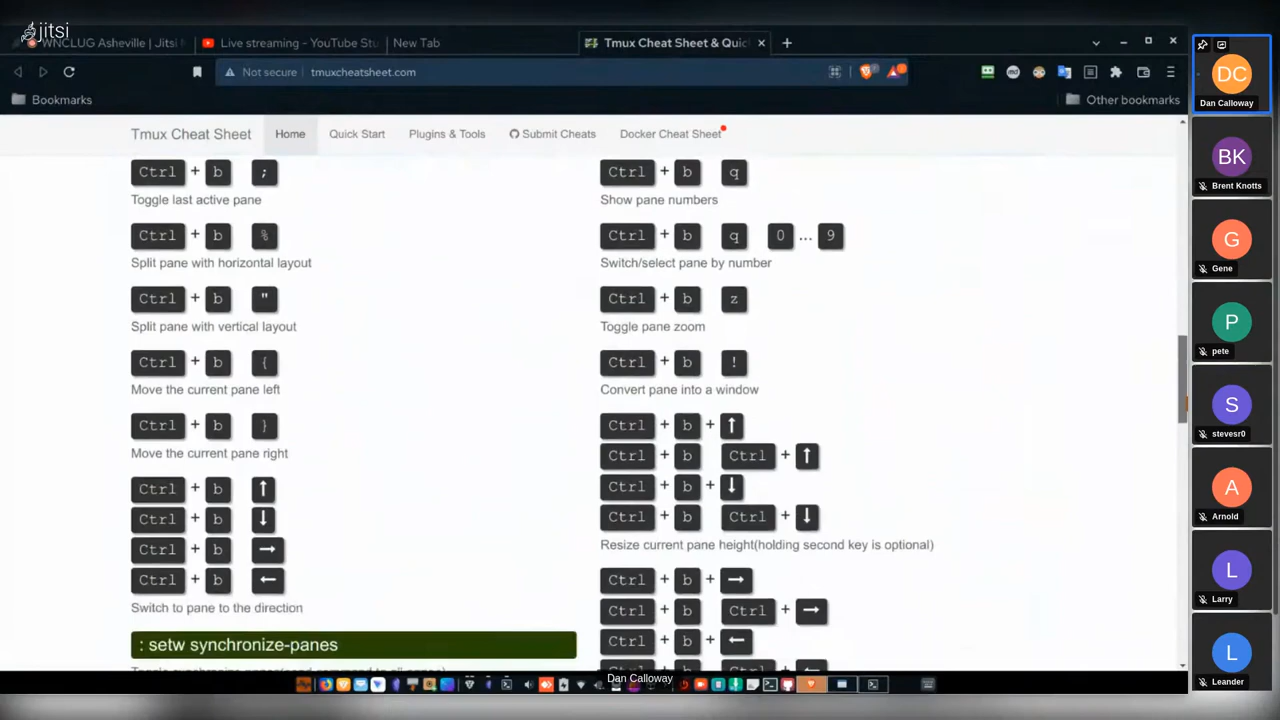 jitsi
WNCLUG Asheville | Jitsi
Live streaming - YouTube Stu
New Tab
Tmux Cheat Sheet & Quic
Not secure
tmuxcheatsheet.com
Bookmarks
Other bookmarks
Tmux Cheat Sheet
Home
Quick Start
Plugins & Tools
Submit Cheats
Docker Cheat Sheet
Ctrl + b ;
Toggle last active pane
Ctrl + b %
Split pane with horizontal layout
Ctrl + b "
Split pane with vertical layout
Ctrl + b {
Move the current pane left
Ctrl + b }
Move the current pane right
Ctrl + b ↑
Ctrl + b ↓
Ctrl + b →
Ctrl + b ←
Switch to pane to the direction
: setw synchronize-panes
Ctrl + b q
Show pane numbers
Ctrl + b q 0 ... 9
Switch/select pane by number
Ctrl + b z
Toggle pane zoom
Ctrl + b !
Convert pane into a window
Ctrl + b + ↑
Ctrl + b Ctrl + ↑
Ctrl + b + ↓
Ctrl + b Ctrl + ↓
Resize current pane height(holding second key is optional)
Ctrl + b + →
Ctrl + b Ctrl + →
Ctrl + b + ←
DC
Dan Calloway
BK
Brent Knotts
G
Gene
P
pete
S
stevesr0
A
Arnold
L
Larry
L
Leander
Dan Calloway